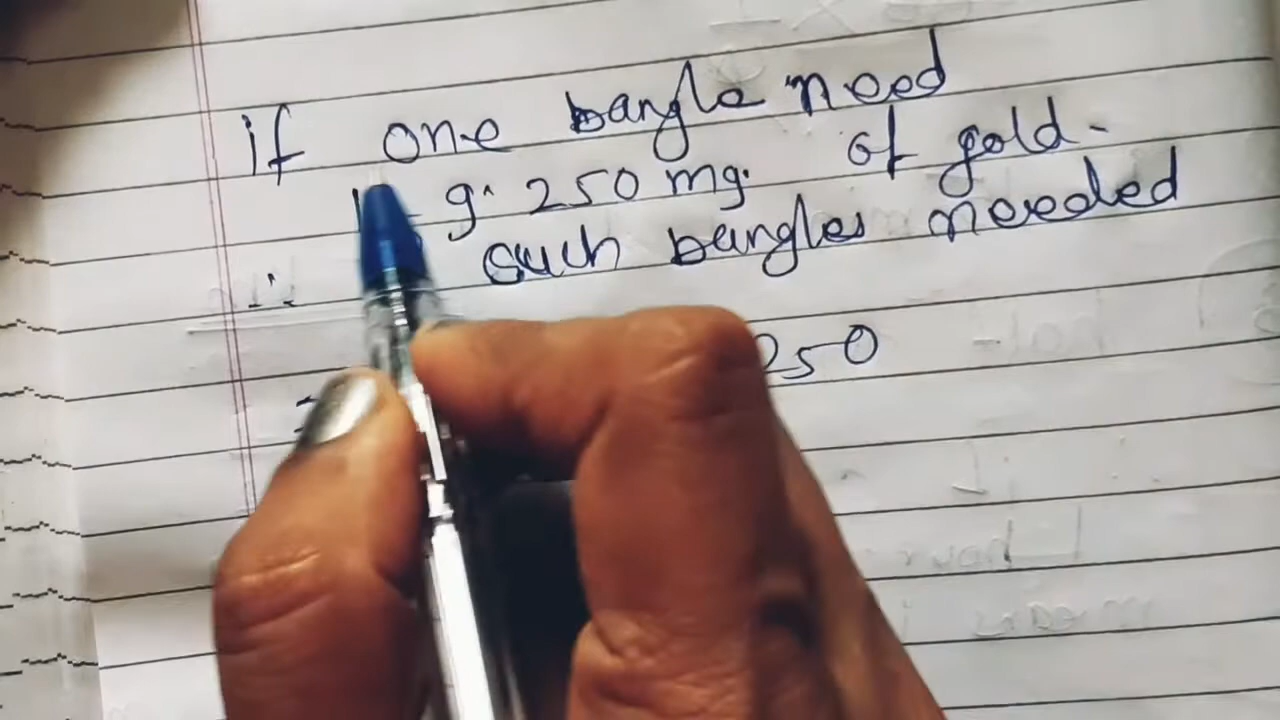 if one bangle need
g. 250 mg. of gold.
∴ such bangles needed
=
250